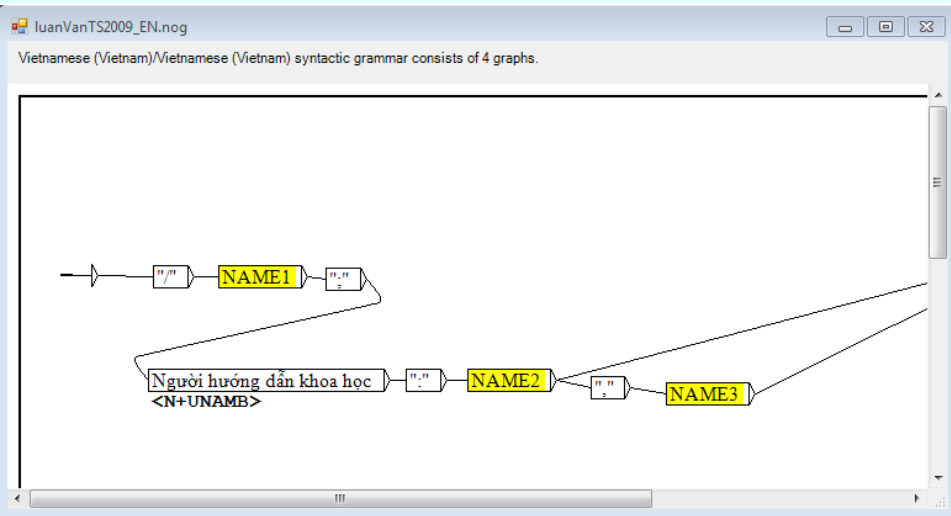 luanVanTS2009_EN.nog
Vietnamese (Vietnam)/Vietnamese (Vietnam) syntactic grammar consists of 4 graphs.
"/" NAME1 ";"
Người hướng dẫn khoa học ":" NAME2 "," NAME3
<N+UNAMB>